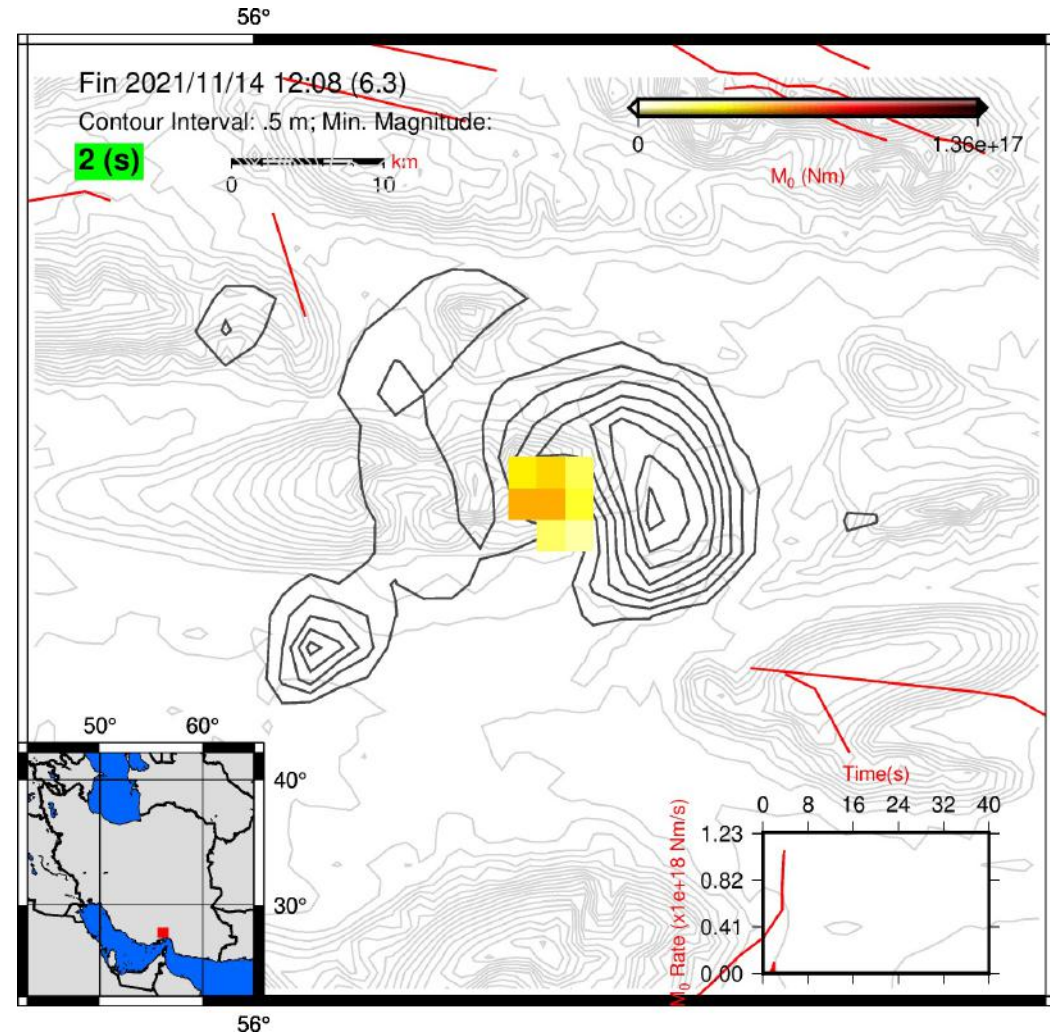 56°
Fin 2021/11/14 12:08 (6.3)
Contour Interval: .5 m; Min. Magnitude:
2 (s)
km
0 10
0 1.36e+17
M₀ (Nm)
50° 60°
40°
30°
Time(s)
0 8 16 24 32 40
1.23
0.82
0.41
0.00
M₀ Rate (x1e+18 Nm/s)
56°